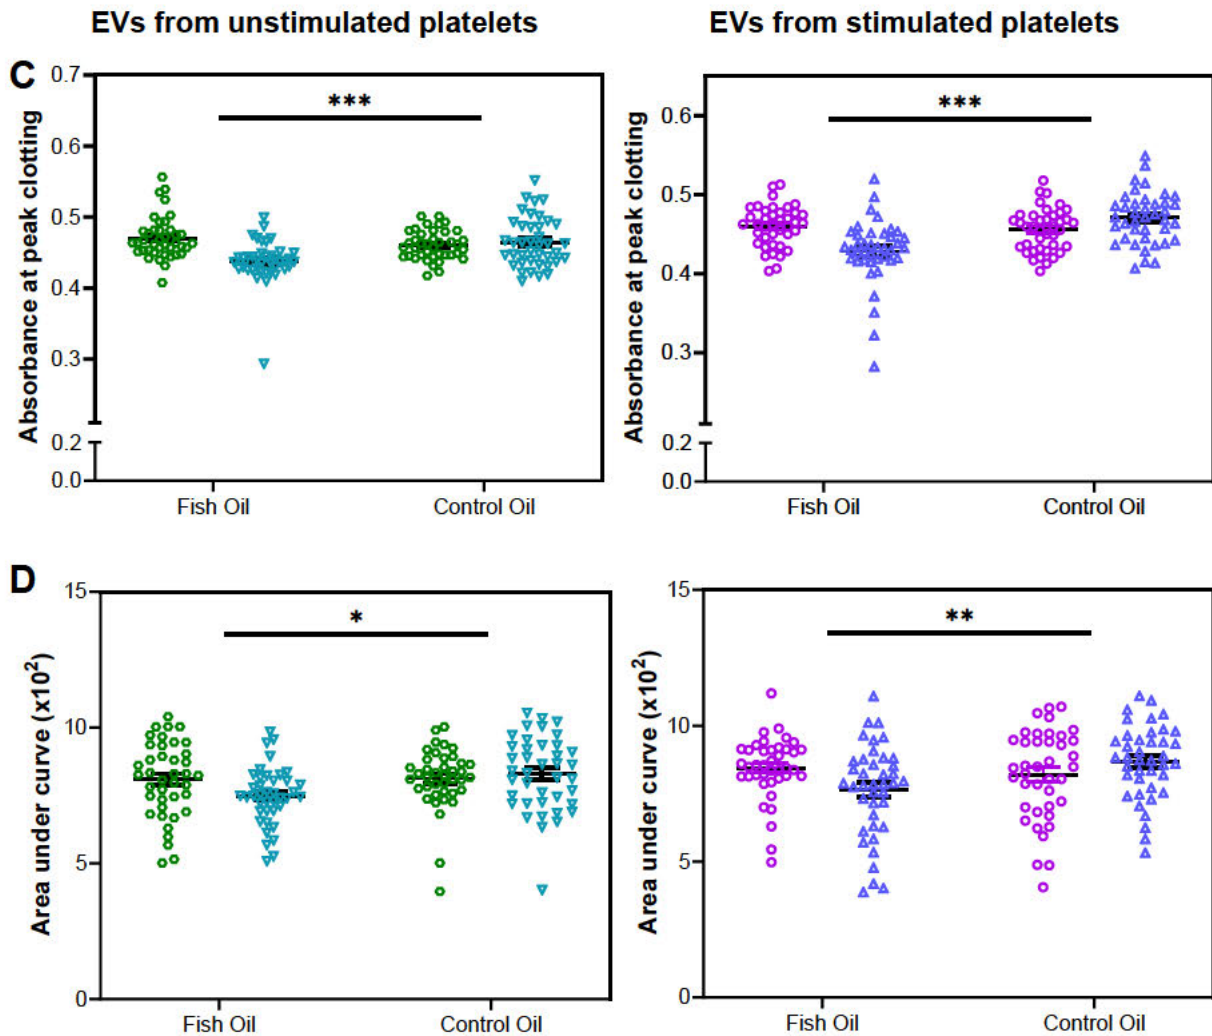 EVs from unstimulated platelets
EVs from stimulated platelets
C
Absorbance at peak clotting
0.7
0.6
0.5
0.4
0.3
0.2
0.0
***
Fish Oil
Control Oil
Absorbance at peak clotting
0.6
0.5
0.4
0.3
0.2
0.0
***
Fish Oil
Control Oil
D
Area under curve (x10²)
15
10
5
0
*
Fish Oil
Control Oil
Area under curve (x10²)
15
10
5
0
**
Fish Oil
Control Oil